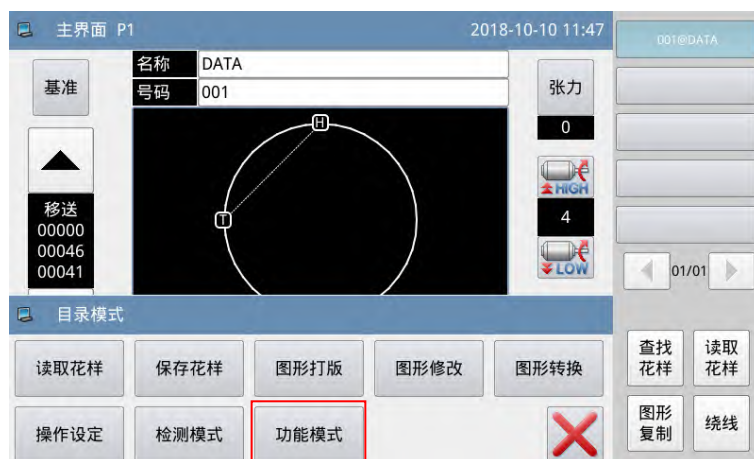 主界面 P1
2018-10-10 11:47
001@DATA
基准
名称
DATA
号码
001
张力
0
H
T
HIGH
4
LOW
移送
00000
00046
00041
01/01
目录模式
读取花样
保存花样
图形打版
图形修改
图形转换
操作设定
检测模式
功能模式
查找
花样
读取
花样
图形
复制
绕线